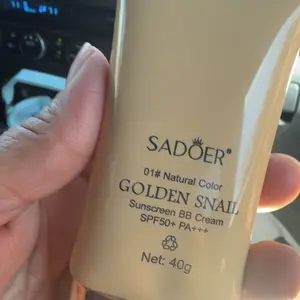 SADOER®
01# Natural Color
GOLDEN SNAIL
Sunscreen BB Cream
SPF50+ PA+++
Net: 40g